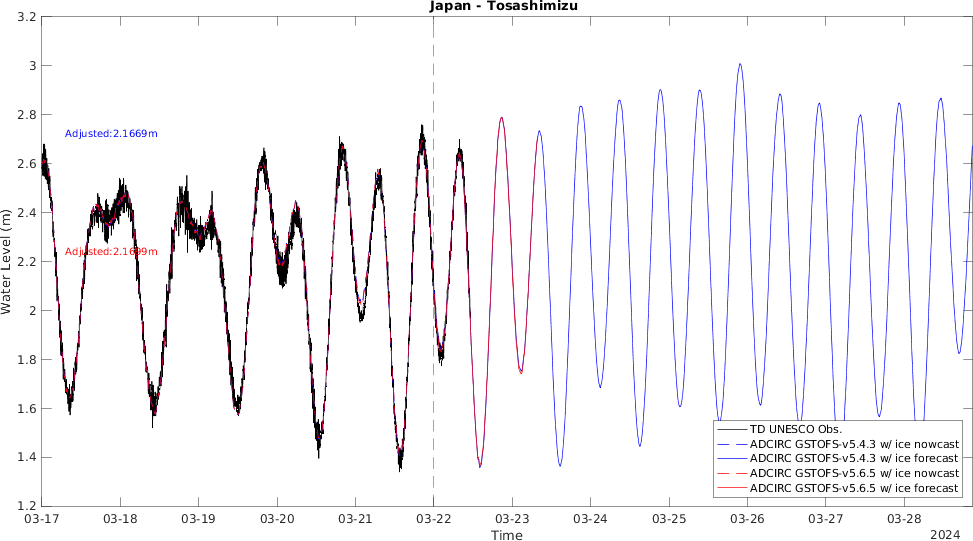 Japan - Tosashimizu
3.2
3
2.8
2.6
2.4
2.2
2
1.8
1.6
1.4
1.2
Water Level (m)
Adjusted:2.1669m
Adjusted:2.1699m
TD UNESCO Obs.
ADCIRC GSTOFS-v5.4.3 w/ ice nowcast
ADCIRC GSTOFS-v5.4.3 w/ ice forecast
ADCIRC GSTOFS-v5.6.5 w/ ice nowcast
ADCIRC GSTOFS-v5.6.5 w/ ice forecast
03-17 03-18 03-19 03-20 03-21 03-22 03-23 03-24 03-25 03-26 03-27 03-28
Time
2024